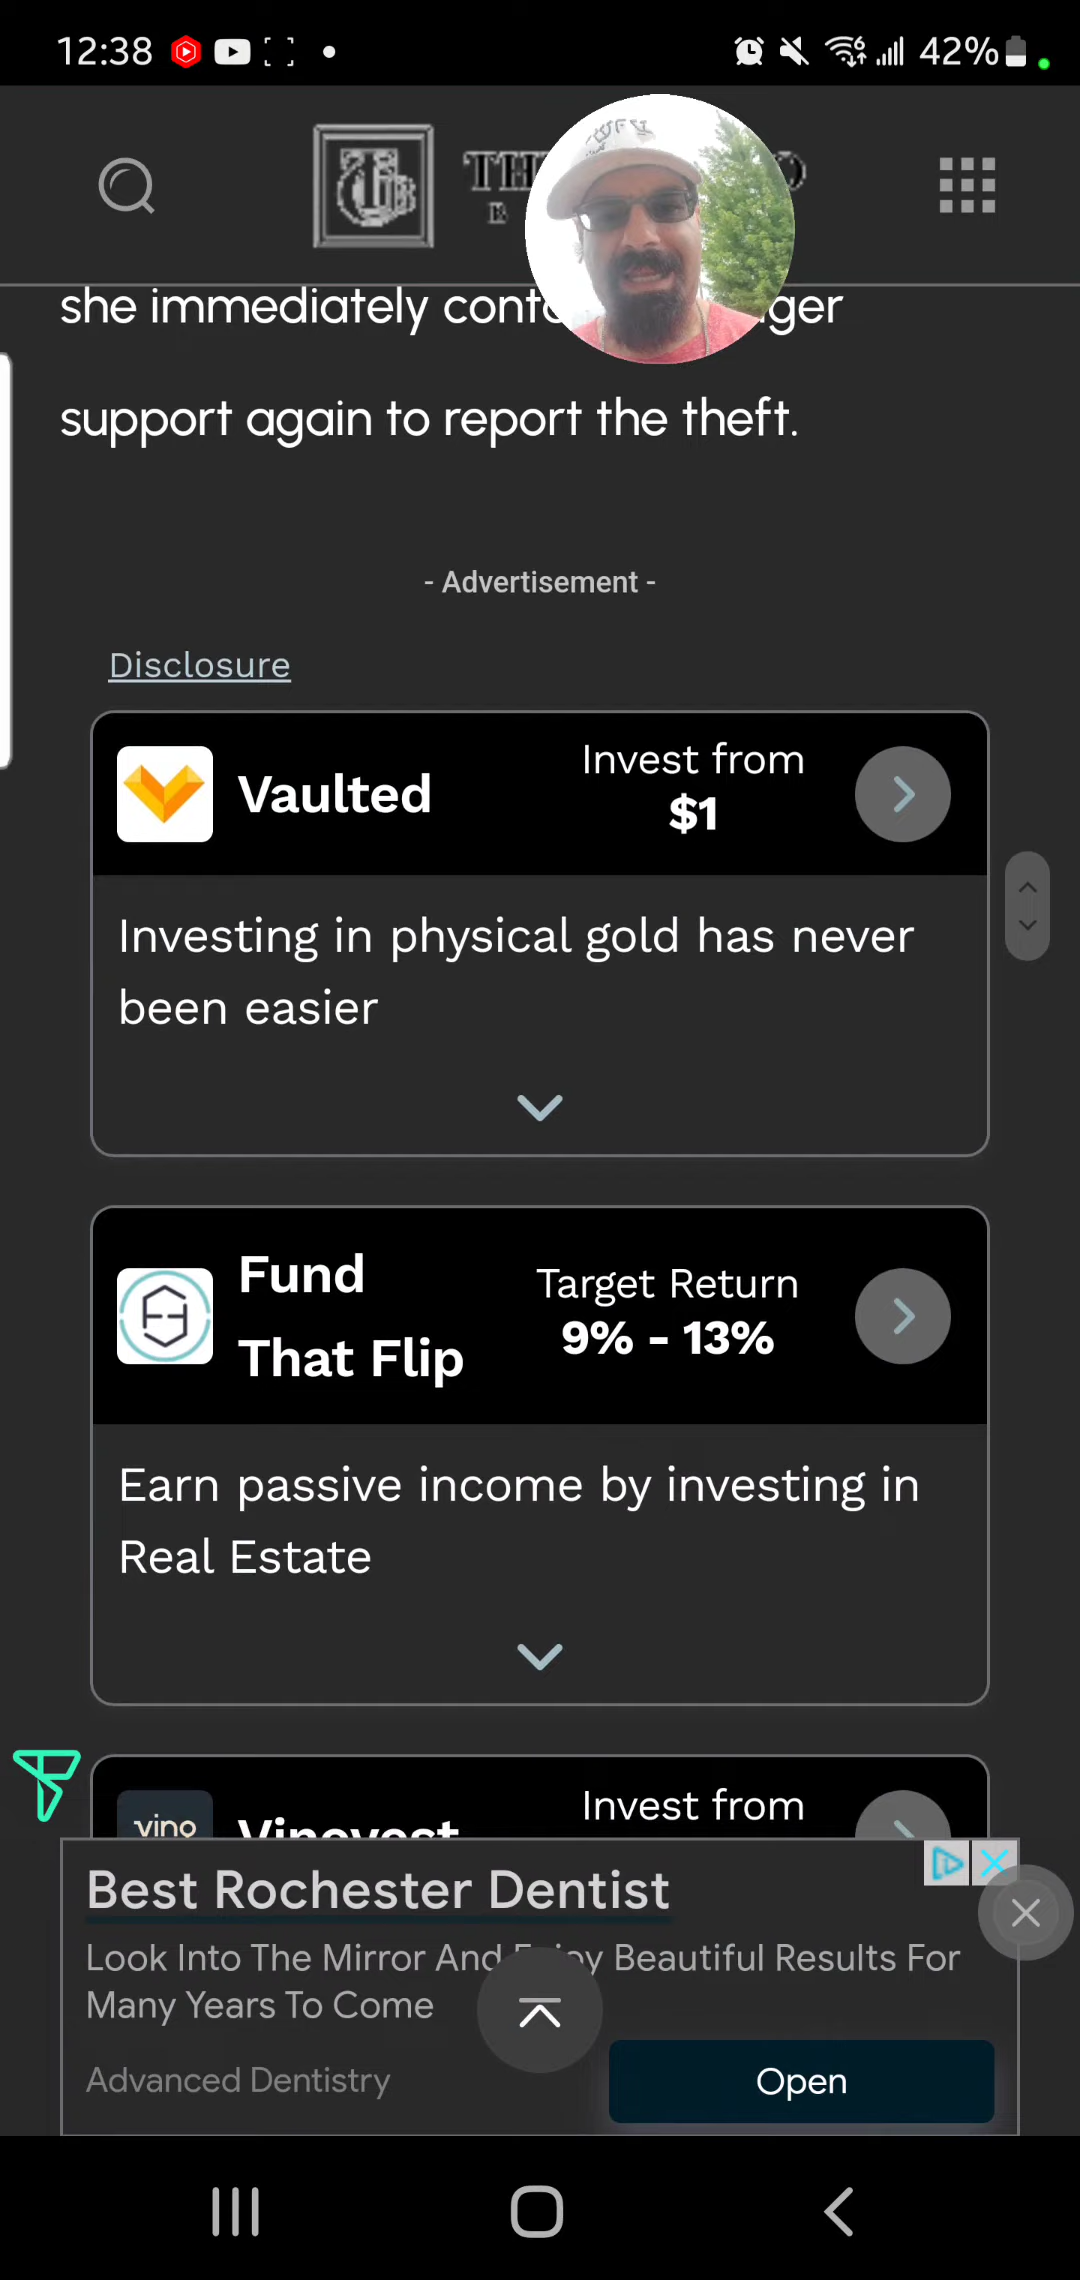 12:38
42%
TH
B
she immediately cont ger
support again to report the theft.
- Advertisement -
Disclosure
Vaulted
Invest from
$1
Investing in physical gold has never
been easier
Fund
That Flip
Target Return
9% - 13%
Earn passive income by investing in
Real Estate
vino
Vinovest
Invest from
Best Rochester Dentist
Look Into The Mirror And Enjoy Beautiful Results For
Many Years To Come
Advanced Dentistry
Open